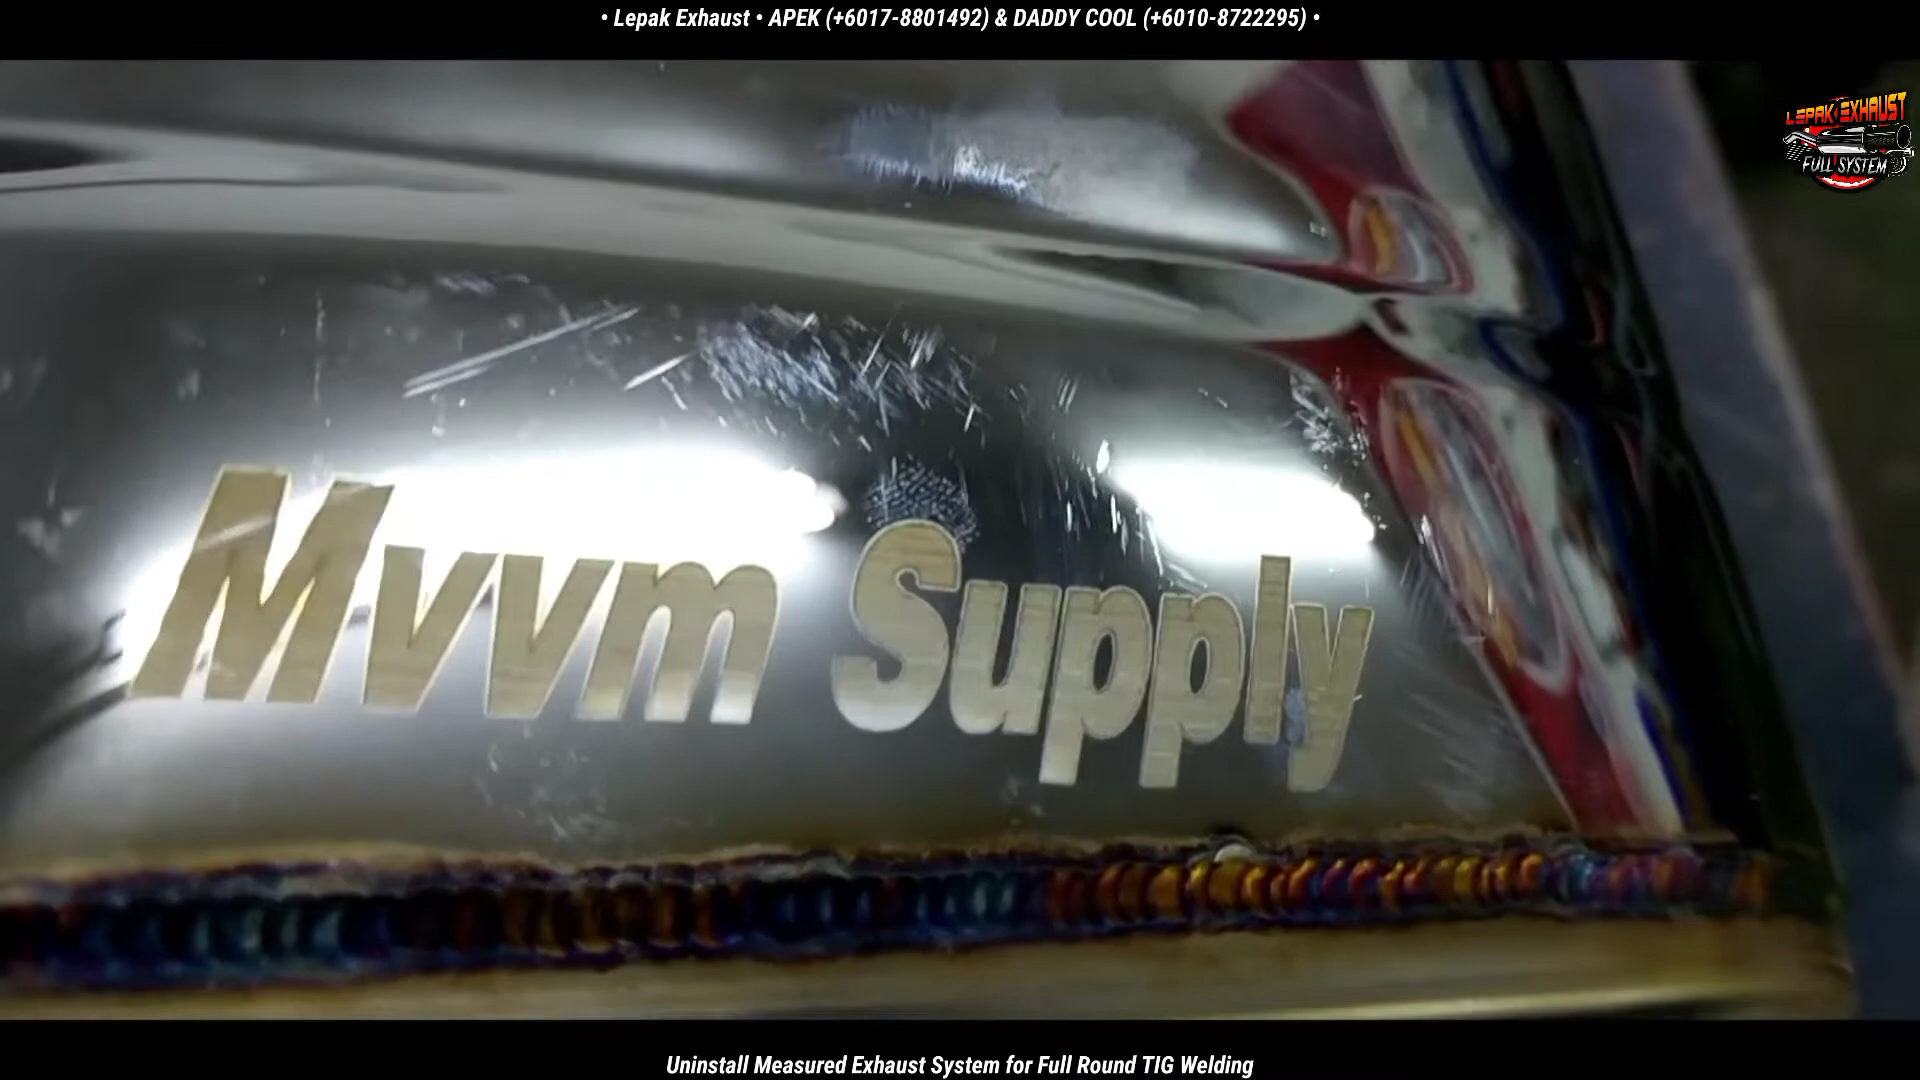 • Lepak Exhaust • APEK (+6017-8801492) & DADDY COOL (+6010-8722295) •
LEPAK EXHAUST
FULL SYSTEM
Mvvm Supply
Uninstall Measured Exhaust System for Full Round TIG Welding